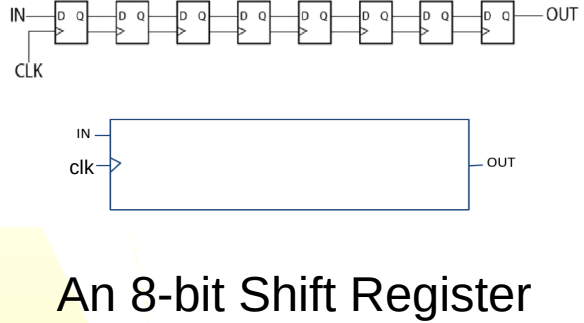 IN D Q D Q D Q D Q D Q D Q D Q D Q OUT
CLK
IN
clk
OUT
An 8-bit Shift Register